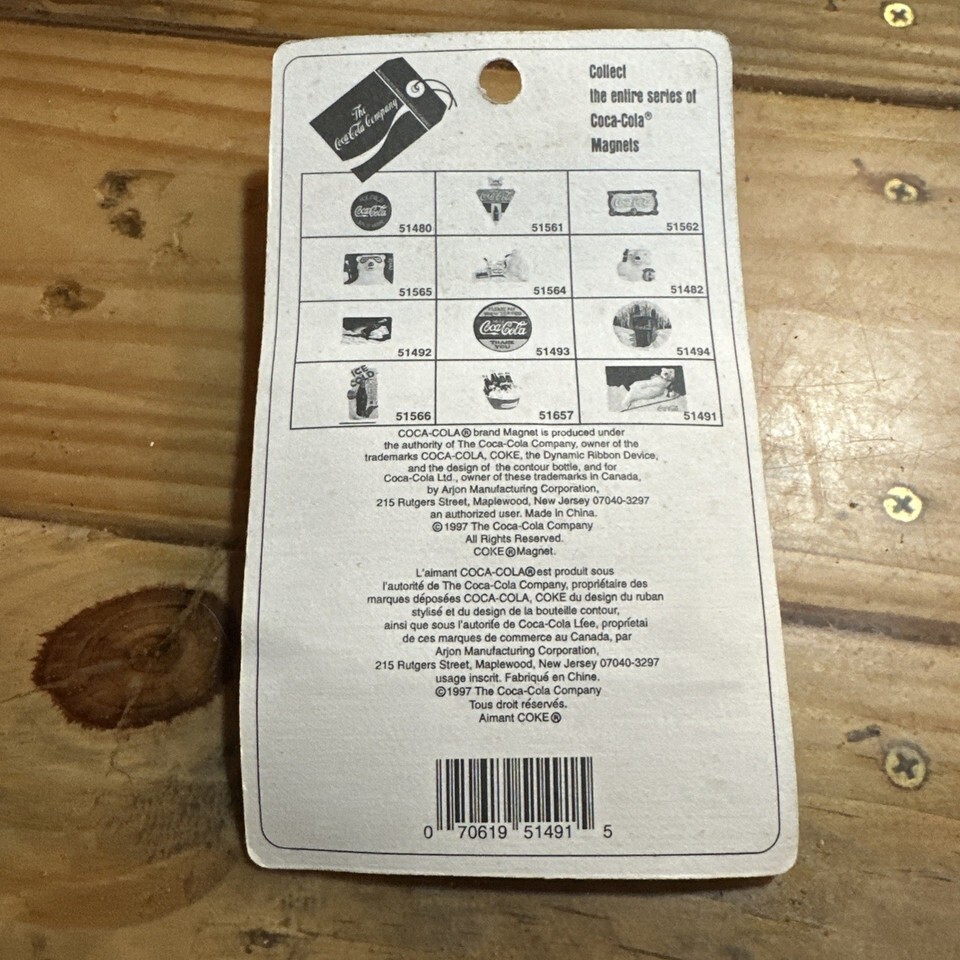 The
Coca-Cola Company
Collect
the entire series of
Coca-Cola®
Magnets
Coca-Cola
51480
51561
51562
51565
51564
51482
51492
Coca-Cola
THANK
YOU!
51493
51494
ICE
COLD
51566
51657
51491
COCA-COLA® brand Magnet is produced under
the authority of The Coca-Cola Company, owner of the
trademarks COCA-COLA, COKE, the Dynamic Ribbon Device,
and the design of the contour bottle, and for
Coca-Cola Ltd., owner of these trademarks in Canada,
by Arjon Manufacturing Corporation,
215 Rutgers Street, Maplewood, New Jersey 07040-3297
an authorized user. Made in China.
©1997 The Coca-Cola Company
All Rights Reserved.
COKE®Magnet.
L'aimant COCA-COLA®est produit sous
l'autorité de The Coca-Cola Company, propriétaire des
marques déposées COCA-COLA, COKE du design du ruban
stylisé et du design de la bouteille contour,
ainsi que sous l'autorite de Coca-Cola Lfee, proprietai
de ces marques de commerce au Canada, par
Arjon Manufacturing Corporation,
215 Rutgers Street, Maplewood, New Jersey 07040-3297
usage inscrit. Fabriqué en Chine.
©1997 The Coca-Cola Company
Tous droit réservés.
Aimant COKE®
0 70619 51491 5